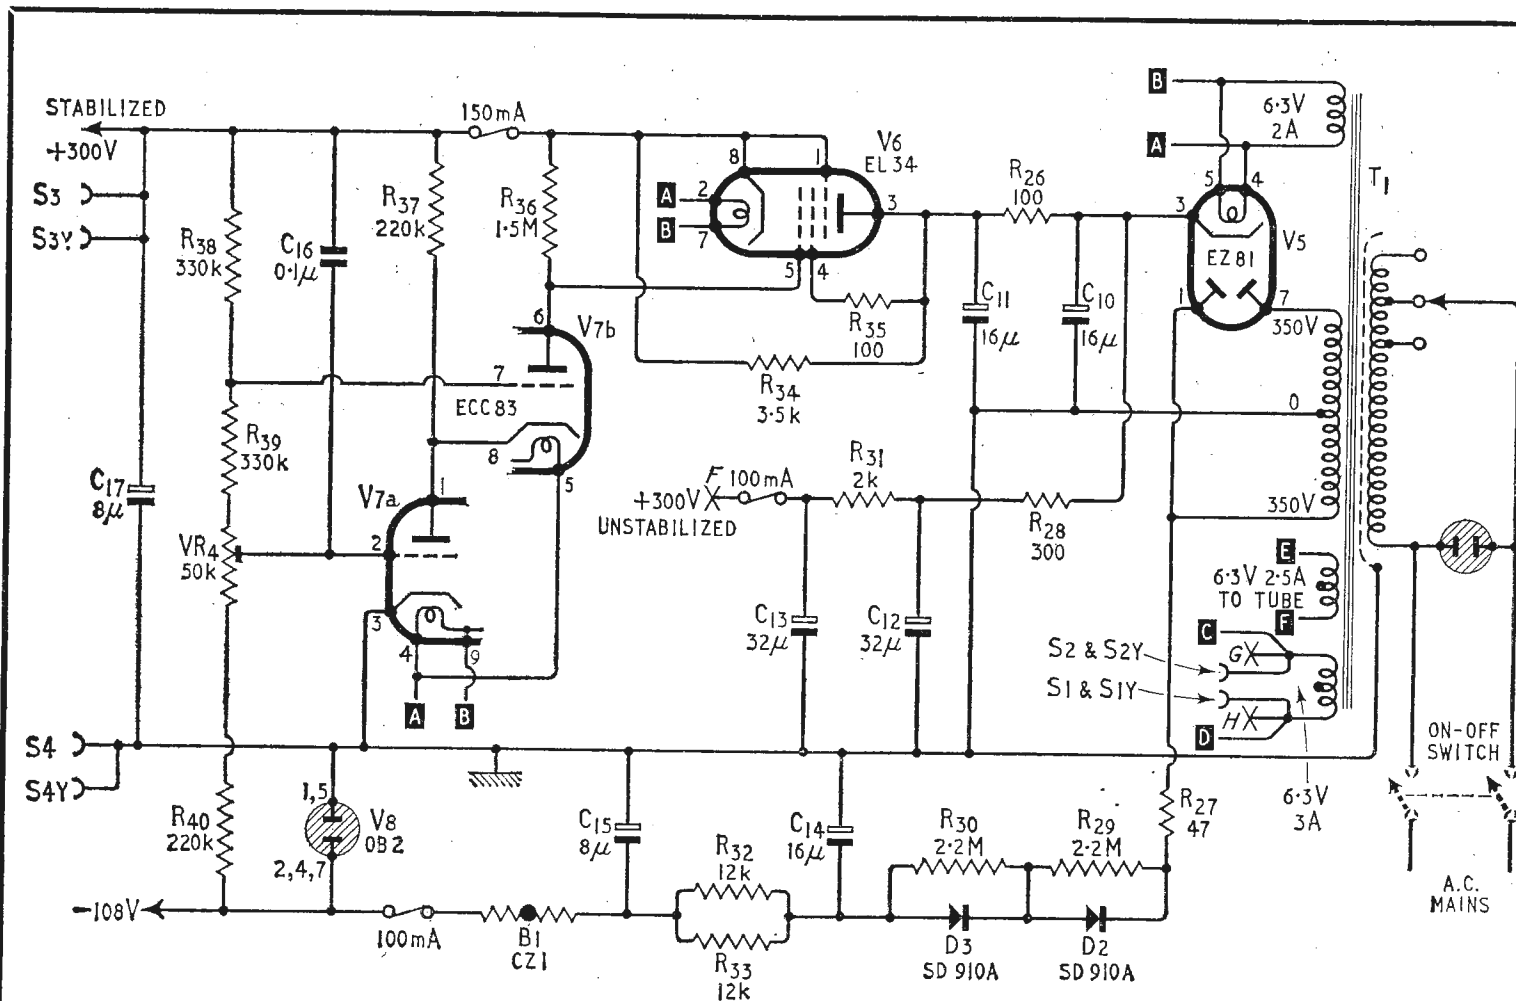 STABILIZED
+300V
S3
S3Y
150mA
R37
220k
R36
1·5M
R38
330k
C16
0·1µ
V6
EL34
8
1
A
2
B
7
3
5
4
R35
100
R34
3·5k
R26
100
C11
16µ
C10
16µ
B
A
6·3V
2A
T1
5
4
3
V5
EZ81
1
7
350V
0
350V
6
V7b
7
ECC83
8
5
R39
330k
C17
8µ
V7a
1
2
VR4
50k
3
4
9
A
B
+300V
UNSTABILIZED
F
100mA
R31
2k
R28
300
C13
32µ
C12
32µ
E
6·3V 2·5A
TO TUBE
F
C
G
S2 & S2Y
S1 & S1Y
H
D
6·3V
3A
ON-OFF
SWITCH
A.C.
MAINS
S4
S4Y
R40
220k
1,5
V8
OB2
2,4,7
-108V
100mA
B1
CZ1
C15
8µ
R32
12k
R33
12k
C14
16µ
R30
2·2M
R29
2·2M
R27
47
D3
SD 910A
D2
SD 910A